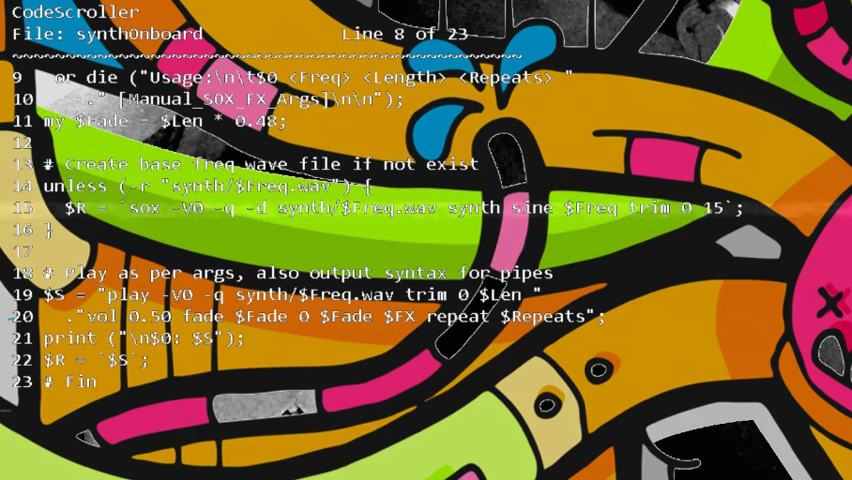 CodeScroller
File: synthOnboard Line 8 of 23
~~~~~~~~~~~~~~~~~~~~~~~~~~~~~~~~~~~~~~~~~~~~~~~~~~~~~~~~~~~
9 or die ("Usage:\n\t$0 <Freq> <Length> <Repeats> "
10 ." [Manual_SOX_FX_Args]\n\n");
11 my $Fade = $Len * 0.48;
12
13 # Create base freq wave file if not exist
14 unless (-r "synth/$Freq.wav") {
15 $R = `sox -V0 -q -d synth/$Freq.wav synth sine $Freq trim 0 15`;
16 }
17
18 # Play as per args, also output syntax for pipes
19 $S = "play -V0 -q synth/$Freq.wav trim 0 $Len "
20 ."vol 0.50 fade $Fade 0 $Fade $FX repeat $Repeats";
21 print ("\n$0: $S");
22 $R = `$S`;
23 # Fin